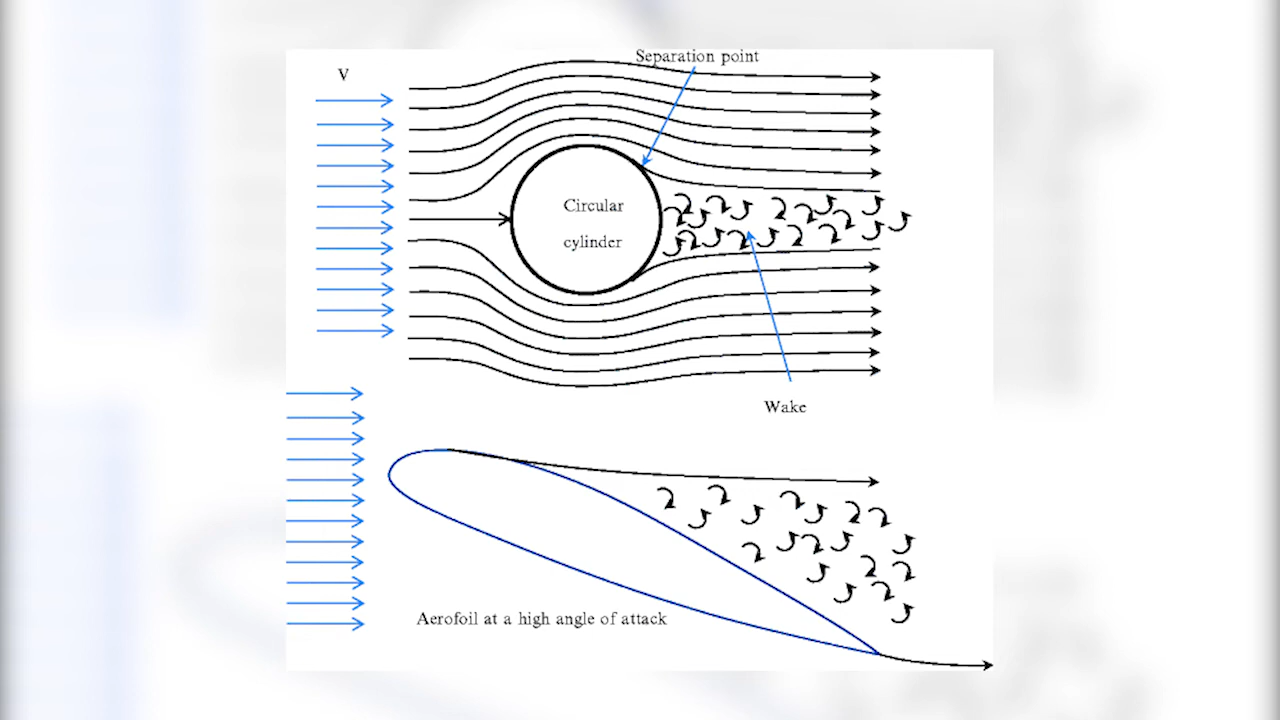 Separation point
V
Circular
cylinder
Wake
Aerofoil at a high angle of attack